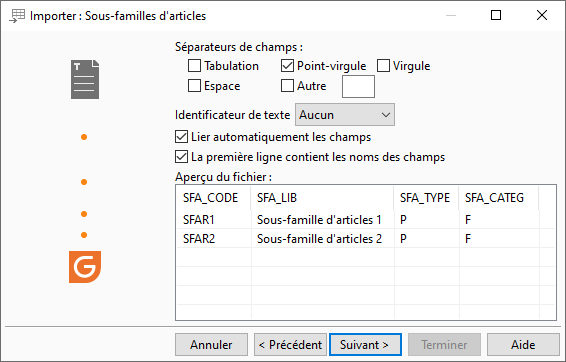 Importer : Sous-familles d'articles
Séparateurs de champs :
Tabulation Point-virgule Virgule
Espace Autre
Identificateur de texte Aucun
Lier automatiquement les champs
La première ligne contient les noms des champs
Aperçu du fichier :
SFA_CODE SFA_LIB SFA_TYPE SFA_CATEG
SFAR1 Sous-famille d'articles 1 P F
SFAR2 Sous-famille d'articles 2 P F
Annuler < Précédent Suivant > Terminer Aide